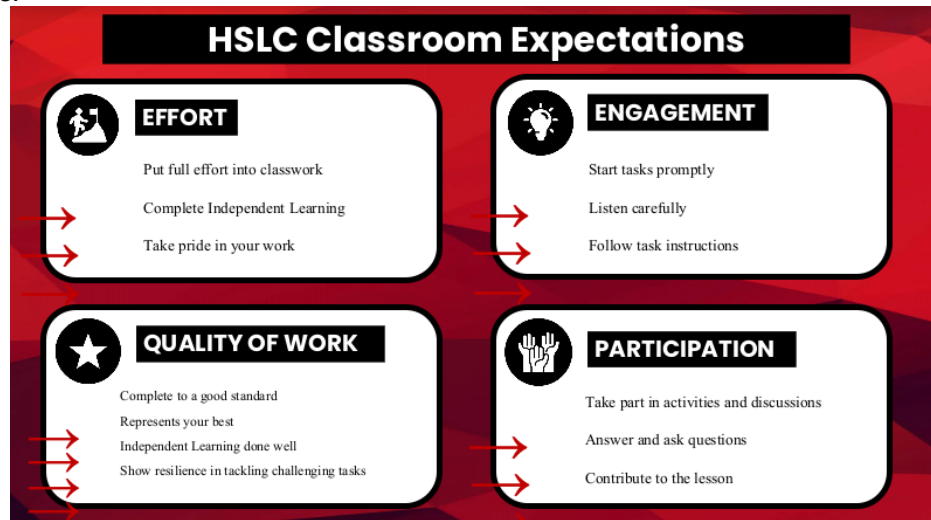 HSLC Classroom Expectations
EFFORT
Put full effort into classwork
Complete Independent Learning
Take pride in your work
ENGAGEMENT
Start tasks promptly
Listen carefully
Follow task instructions
QUALITY OF WORK
Complete to a good standard
Represents your best
Independent Learning done well
Show resilience in tackling challenging tasks
PARTICIPATION
Take part in activities and discussions
Answer and ask questions
Contribute to the lesson